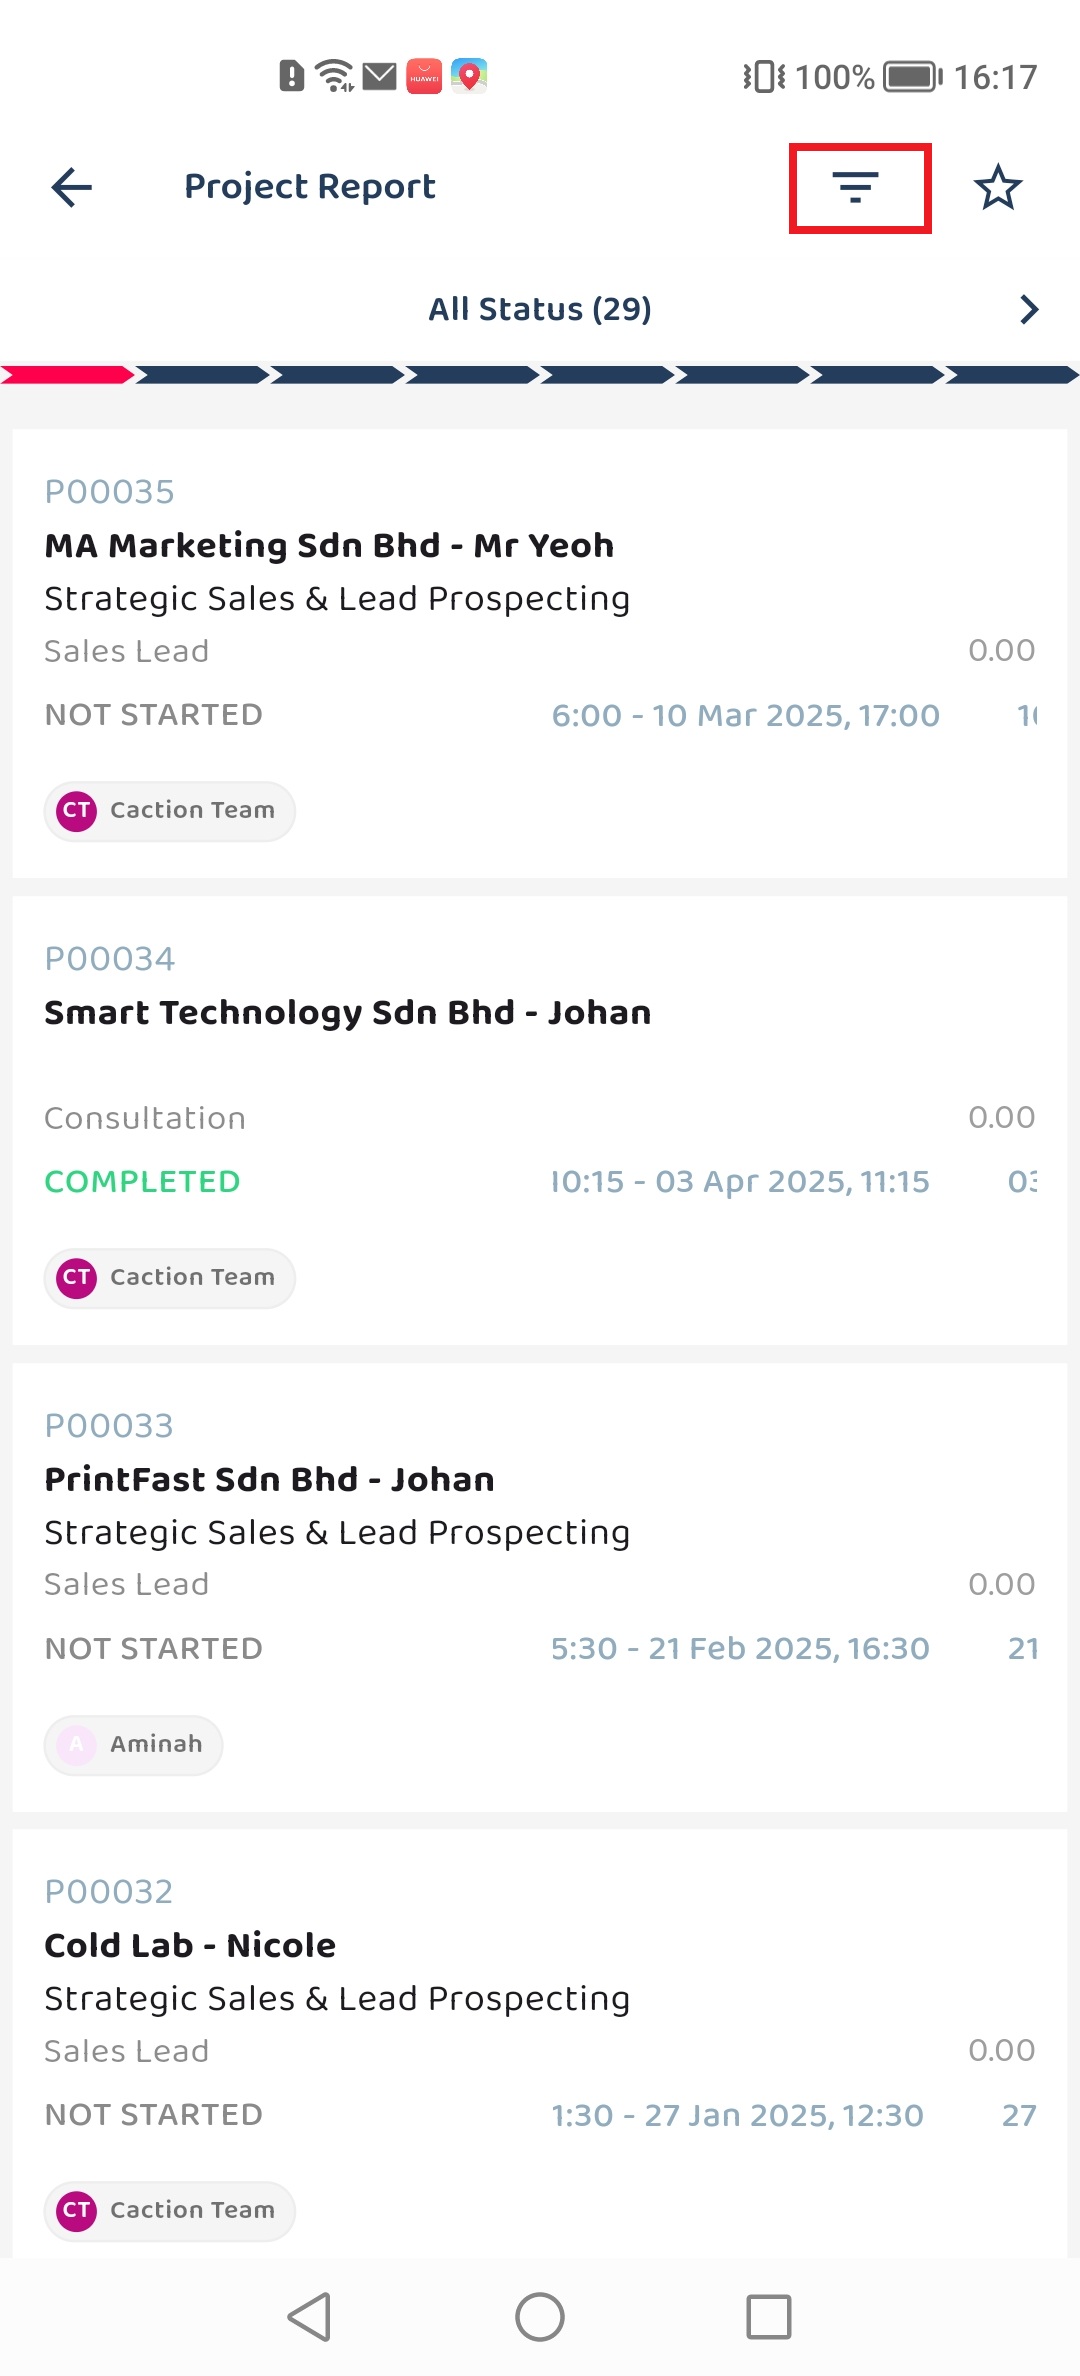 HUAWEI
100% 16:17
Project Report
All Status (29)
P00035
MA Marketing Sdn Bhd - Mr Yeoh
Strategic Sales & Lead Prospecting
Sales Lead 0.00
NOT STARTED 6:00 - 10 Mar 2025, 17:00
CT Caction Team
P00034
Smart Technology Sdn Bhd - Johan
Consultation 0.00
COMPLETED 10:15 - 03 Apr 2025, 11:15 03
CT Caction Team
P00033
PrintFast Sdn Bhd - Johan
Strategic Sales & Lead Prospecting
Sales Lead 0.00
NOT STARTED 5:30 - 21 Feb 2025, 16:30 21
A Aminah
P00032
Cold Lab - Nicole
Strategic Sales & Lead Prospecting
Sales Lead 0.00
NOT STARTED 1:30 - 27 Jan 2025, 12:30 27
CT Caction Team